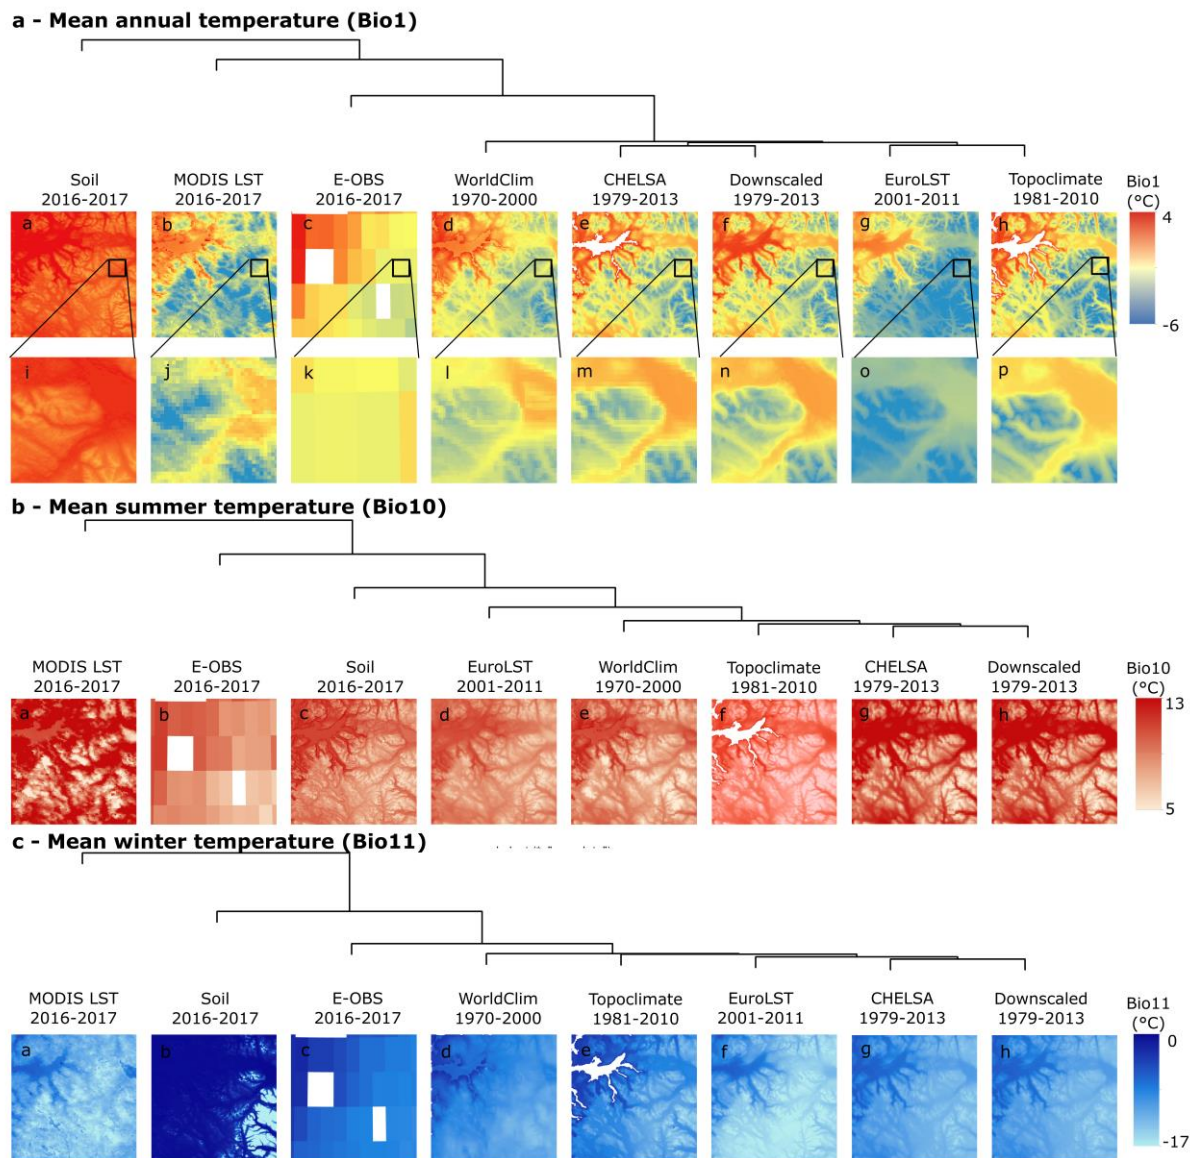 a - Mean annual temperature (Bio1)
Soil MODIS LST E-OBS WorldClim CHELSA Downscaled EuroLST Topoclimate Bio1
2016-2017 2016-2017 2016-2017 1970-2000 1979-2013 1979-2013 2001-2011 1981-2010 (°C)
a b c d e f g h 4
-6
i j k l m n o p
b - Mean summer temperature (Bio10)
MODIS LST E-OBS Soil EuroLST WorldClim Topoclimate CHELSA Downscaled Bio10
2016-2017 2016-2017 2016-2017 2001-2011 1970-2000 1981-2010 1979-2013 1979-2013 (°C)
a b c d e f g h 13
5
c - Mean winter temperature (Bio11)
MODIS LST Soil E-OBS WorldClim Topoclimate EuroLST CHELSA Downscaled Bio11
2016-2017 2016-2017 2016-2017 1970-2000 1981-2010 2001-2011 1979-2013 1979-2013 (°C)
a b c d e f g h 0
-17